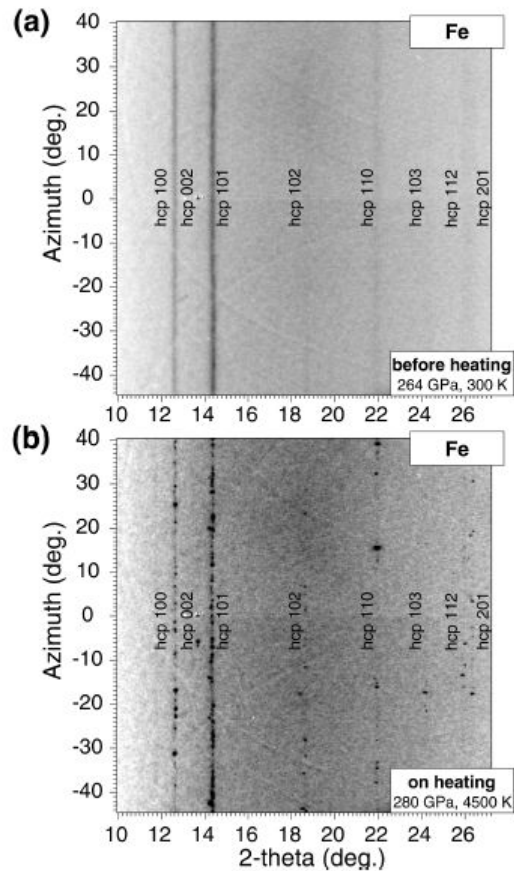 (a)
Fe
40
30
20
10
0
-10
-20
-30
-40
Azimuth (deg.)
hcp 100
hcp 002
hcp 101
hcp 102
hcp 110
hcp 103
hcp 112
hcp 201
before heating
264 GPa, 300 K
10 12 14 16 18 20 22 24 26
(b)
Fe
40
30
20
10
0
-10
-20
-30
-40
Azimuth (deg.)
hcp 100
hcp 002
hcp 101
hcp 102
hcp 110
hcp 103
hcp 112
hcp 201
on heating
280 GPa, 4500 K
10 12 14 16 18 20 22 24 26
2-theta (deg.)